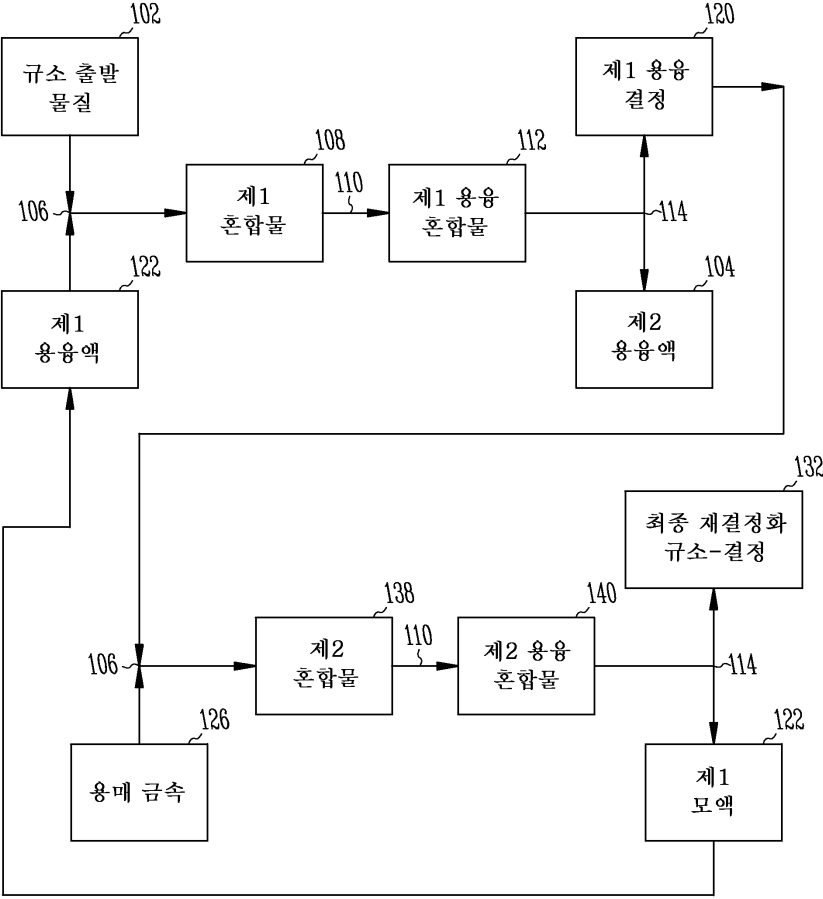 102
규소 출발
물질
120
제1 용융
결정
108
제1
혼합물
110
112
제1 용융
혼합물
106
114
122
제1
용융액
104
제2
용융액
132
최종 재결정화
규소-결정
138
제2
혼합물
110
140
제2 용융
혼합물
106
114
126
용매 금속
122
제1
모액